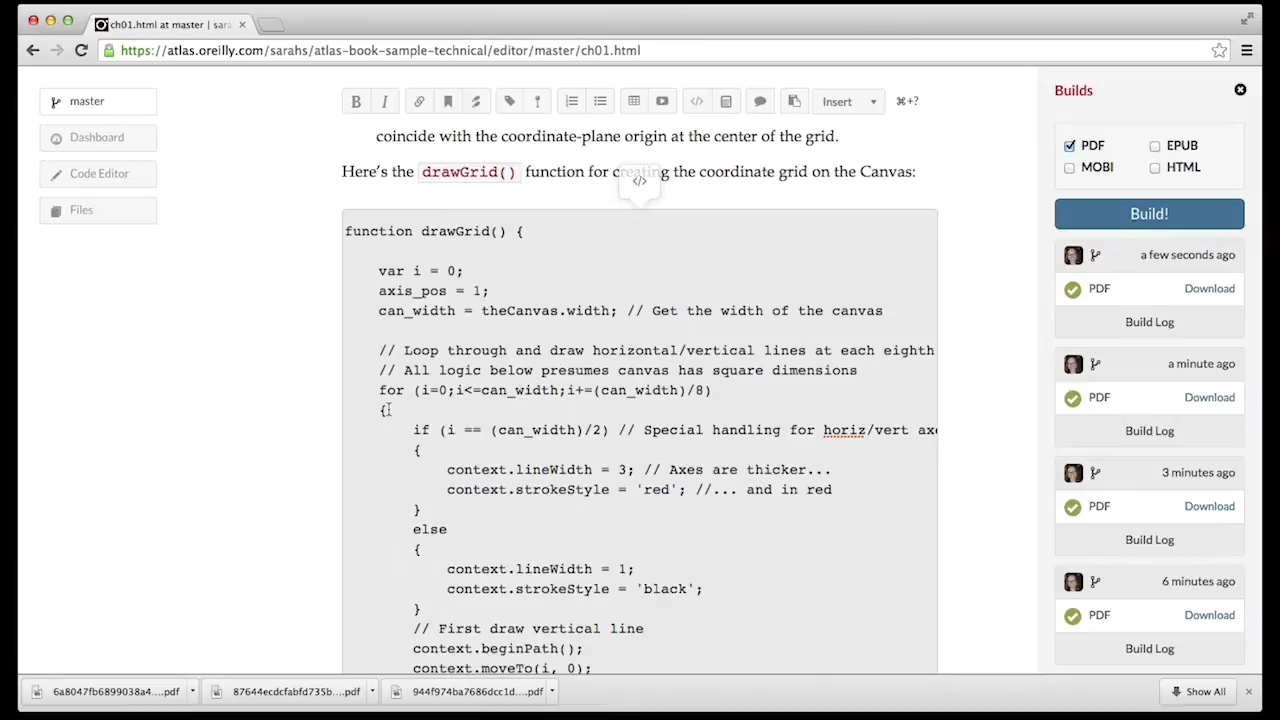 ch01.html at master | sara
https://atlas.oreilly.com/sarahs/atlas-book-sample-technical/editor/master/ch01.html
master
Dashboard
Code Editor
Files
B I </> Insert ⌘+?
coincide with the coordinate-plane origin at the center of the grid.
Here's the drawGrid() function for creating the coordinate grid on the Canvas:
</>
function drawGrid() {
var i = 0;
axis_pos = 1;
can_width = theCanvas.width; // Get the width of the canvas
// Loop through and draw horizontal/vertical lines at each eighth
// All logic below presumes canvas has square dimensions
for (i=0;i<=can_width;i+=(can_width)/8)
{
if (i == (can_width)/2) // Special handling for horiz/vert axe
{
context.lineWidth = 3; // Axes are thicker...
context.strokeStyle = 'red'; //... and in red
}
else
{
context.lineWidth = 1;
context.strokeStyle = 'black';
}
// First draw vertical line
context.beginPath();
context.moveTo(i, 0);
Builds
PDF EPUB
MOBI HTML
Build!
a few seconds ago
PDF Download
Build Log
a minute ago
PDF Download
Build Log
3 minutes ago
PDF Download
Build Log
6 minutes ago
PDF Download
Build Log
6a8047fb6899038a4....pdf 87644ecdcfabfd735b....pdf 944f974ba7686dcc1d....pdf Show All